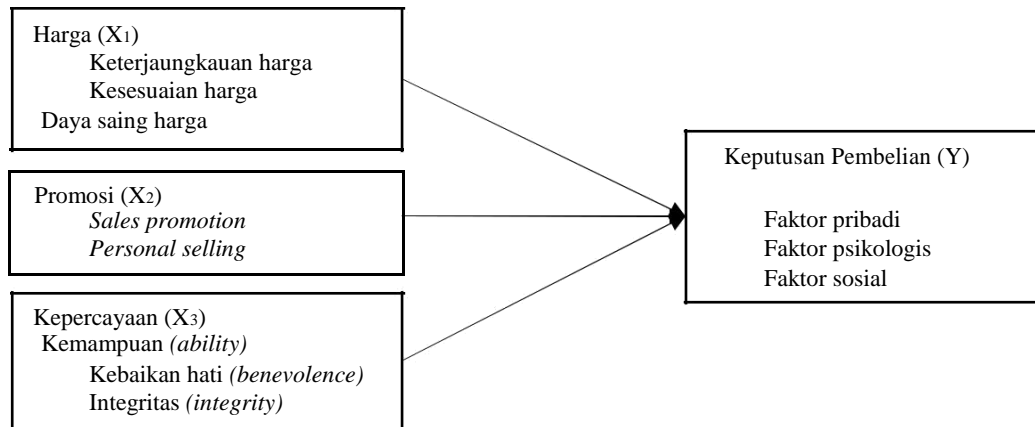 Harga (X1)
Keterjaungkauan harga
Kesesuaian harga
Daya saing harga
Promosi (X2)
Sales promotion
Personal selling
Kepercayaan (X3)
Kemampuan (ability)
Kebaikan hati (benevolence)
Integritas (integrity)
Keputusan Pembelian (Y)
Faktor pribadi
Faktor psikologis
Faktor sosial